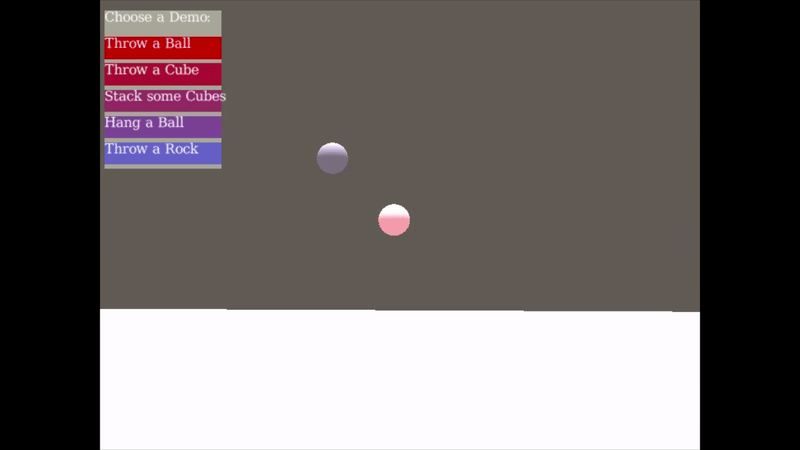 Choose a Demo:
Throw a Ball
Throw a Cube
Stack some Cubes
Hang a Ball
Throw a Rock